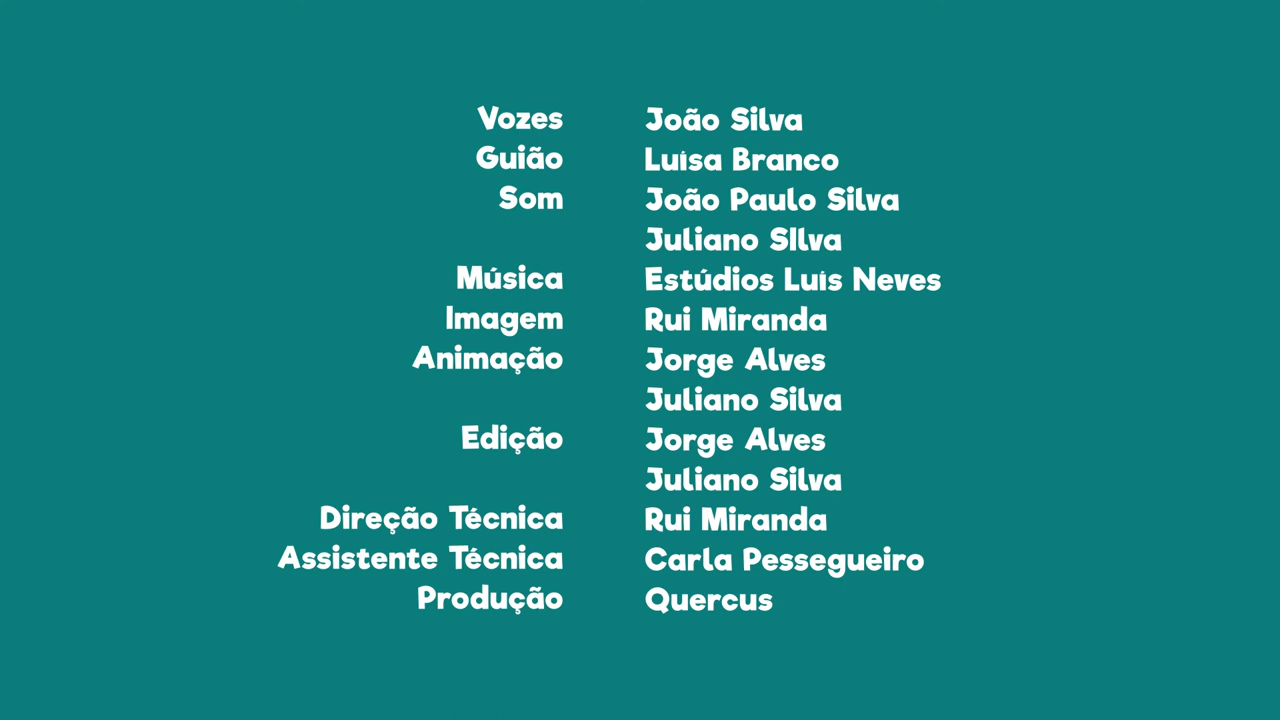 Vozes João Silva
Guião Luísa Branco
Som João Paulo Silva
Juliano SIlva
Música Estúdios Luís Neves
Imagem Rui Miranda
Animação Jorge Alves
Juliano Silva
Edição Jorge Alves
Juliano Silva
Direção Técnica Rui Miranda
Assistente Técnica Carla Pessegueiro
Produção Quercus